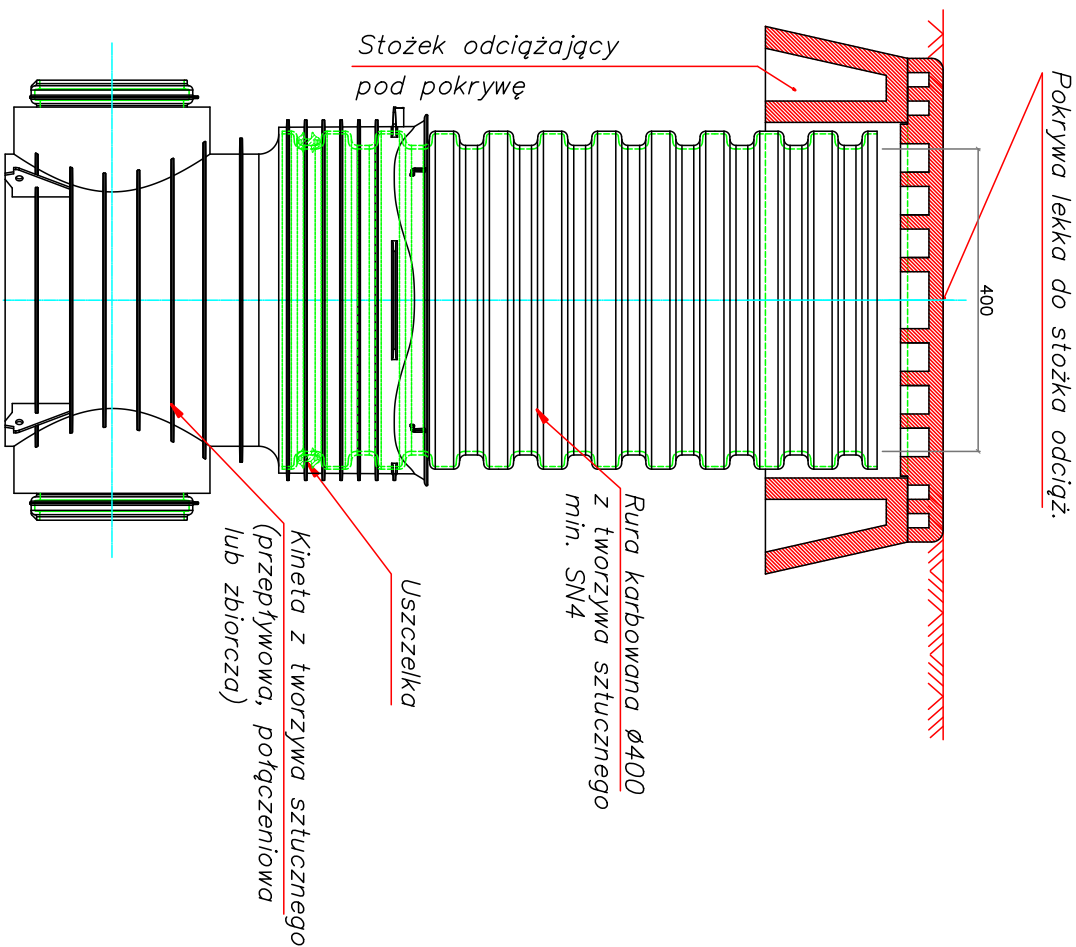 Stożek odciążający
pod pokrywę
Pokrywa lekka do stożka odciąż.
400
Rura karbowana ø400
z tworzywa sztucznego
min. SN4
Uszczelka
Kineta z tworzywa sztucznego
(przepływowa, połączeniowa
lub zbiorcza)